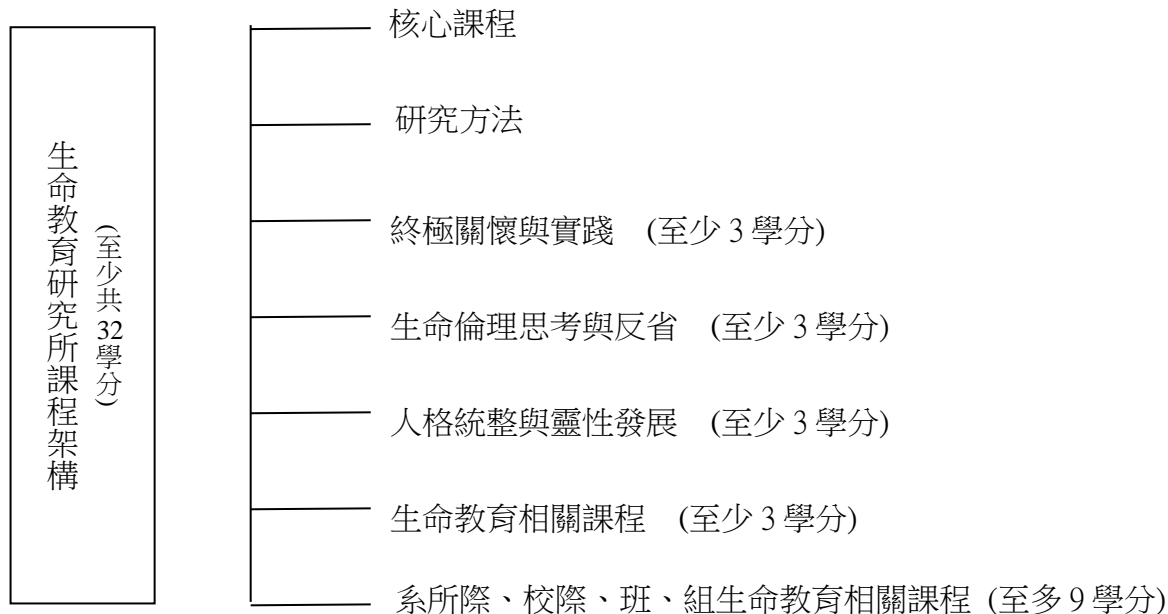 生命教育研究所課程架構
(至少共32學分)
核心課程
研究方法
終極關懷與實踐 (至少3學分)
生命倫理思考與反省 (至少3學分)
人格統整與靈性發展 (至少3學分)
生命教育相關課程 (至少3學分)
系所際、校際、班、組生命教育相關課程 (至多9學分)